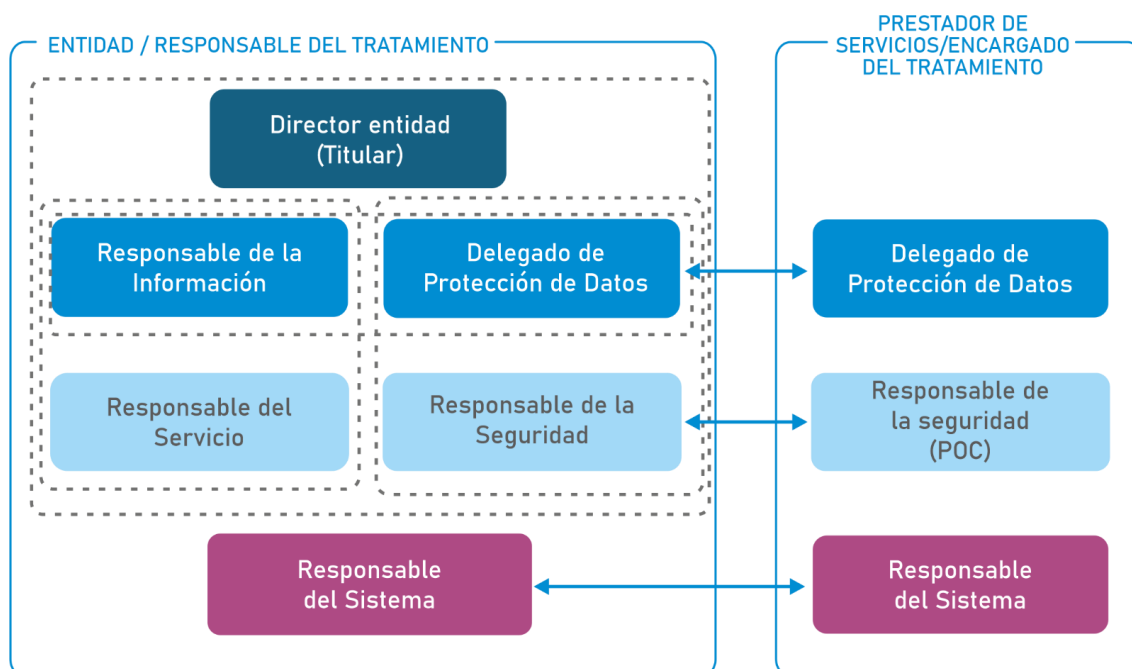 ENTIDAD / RESPONSABLE DEL TRATAMIENTO
Director entidad
(Titular)
Responsable de la
Información
Delegado de
Protección de Datos
Responsable del
Servicio
Responsable de la
Seguridad
Responsable
del Sistema
PRESTADOR DE
SERVICIOS/ENCARGADO
DEL TRATAMIENTO
Delegado de
Protección de Datos
Responsable de
la seguridad
(POC)
Responsable
del Sistema